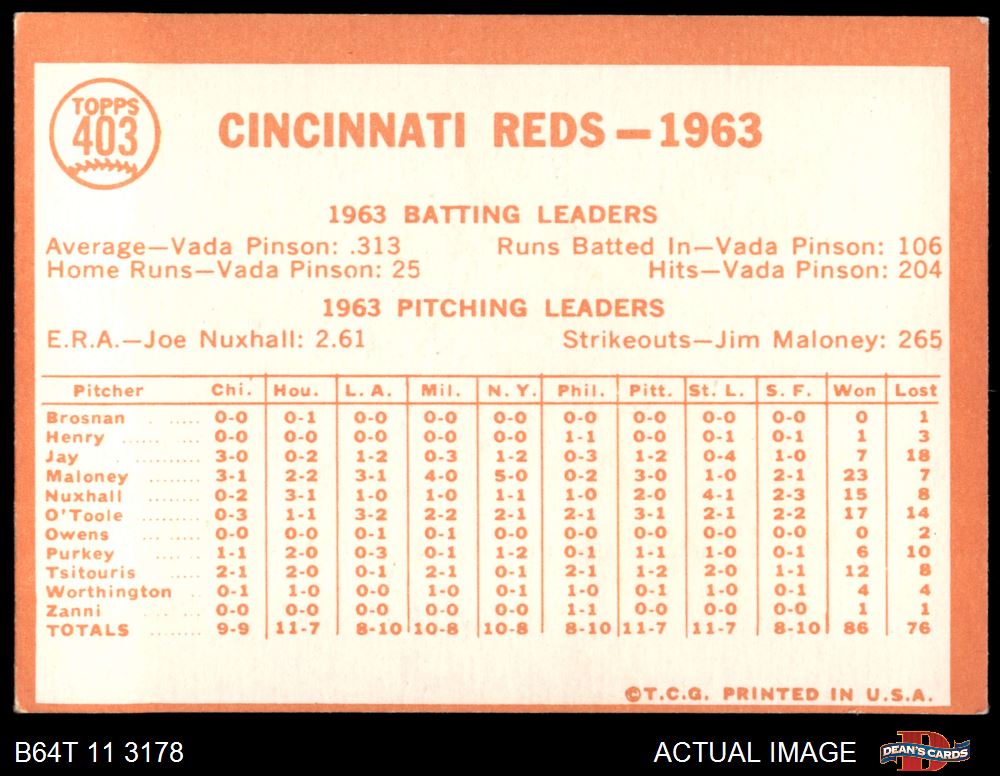 TOPPS
403
CINCINNATI REDS—1963
1963 BATTING LEADERS
Average—Vada Pinson: .313 Runs Batted In—Vada Pinson: 106
Home Runs—Vada Pinson: 25 Hits—Vada Pinson: 204
1963 PITCHING LEADERS
E.R.A.—Joe Nuxhall: 2.61 Strikeouts—Jim Maloney: 265
Pitcher Chi. Hou. L. A. Mil. N. Y. Phil. Pitt. St. L. S. F. Won Lost
Brosnan 0-0 0-1 0-0 0-0 0-0 0-0 0-0 0-0 0-0 0 1
Henry 0-0 0-0 0-0 0-0 0-0 1-1 0-0 0-1 0-1 1 3
Jay 3-0 0-2 1-2 0-3 1-2 0-3 1-2 0-4 1-0 7 18
Maloney 3-1 2-2 3-1 4-0 5-0 0-2 3-0 1-0 2-1 23 7
Nuxhall 0-2 3-1 1-0 1-0 1-1 1-0 2-0 4-1 2-3 15 8
O'Toole 0-3 1-1 3-2 2-2 2-1 2-1 3-1 2-1 2-2 17 14
Owens 0-0 0-0 0-1 0-1 0-0 0-0 0-0 0-0 0-0 0 2
Purkey 1-1 2-0 0-3 0-1 1-2 0-1 1-1 1-0 0-1 6 10
Tsitouris 2-1 2-0 0-1 2-1 0-1 2-1 1-2 2-0 1-1 12 8
Worthington 0-1 1-0 0-0 1-0 0-1 1-0 0-1 1-0 0-1 4 4
Zanni 0-0 0-0 0-0 0-0 0-0 1-1 0-0 0-0 0-0 1 1
TOTALS 9-9 11-7 8-10 10-8 10-8 8-10 11-7 11-7 8-10 86 76
©T.C.G. PRINTED IN U.S.A.
B64T 11 3178 ACTUAL IMAGE DEAN'S CARDS